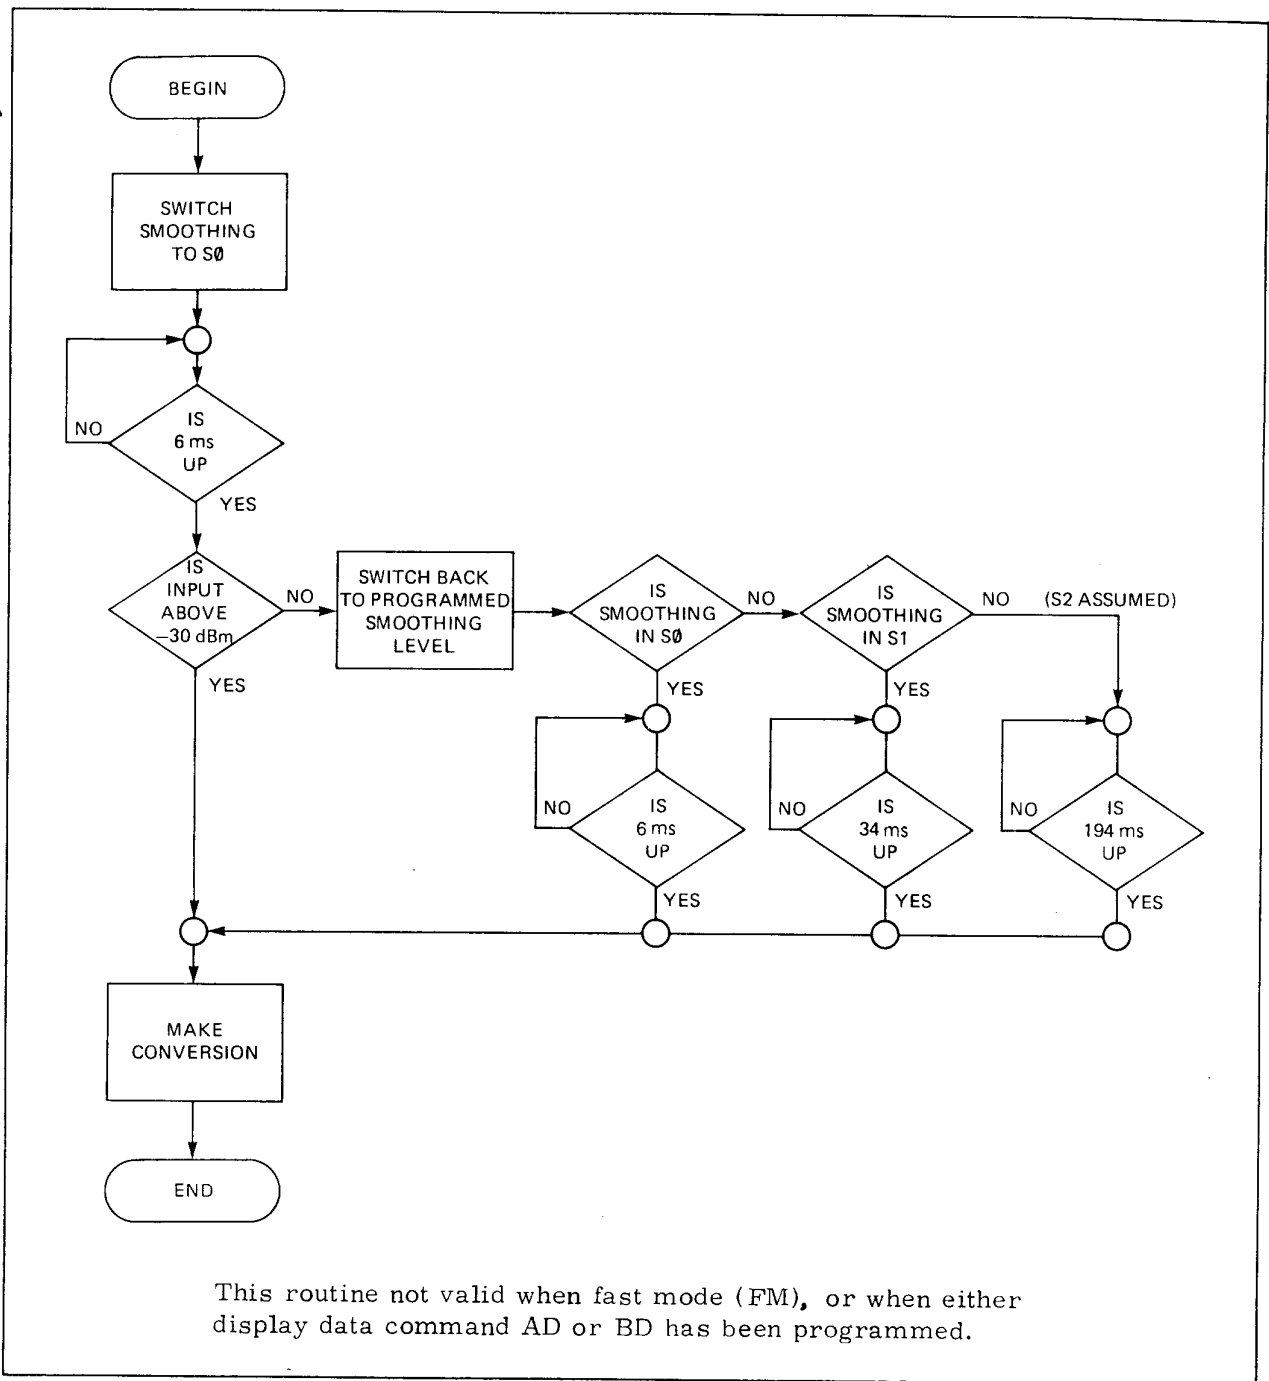 BEGIN
SWITCH
SMOOTHING
TO SØ
IS
6 ms
UP
NO
YES
IS
INPUT
ABOVE
−30 dBm
NO
YES
SWITCH BACK
TO PROGRAMMED
SMOOTHING
LEVEL
IS
SMOOTHING
IN SØ
NO
YES
IS
SMOOTHING
IN S1
NO
(S2 ASSUMED)
YES
IS
6 ms
UP
NO
YES
IS
34 ms
UP
NO
YES
IS
194 ms
UP
NO
YES
MAKE
CONVERSION
END
This routine not valid when fast mode (FM), or when either
display data command AD or BD has been programmed.